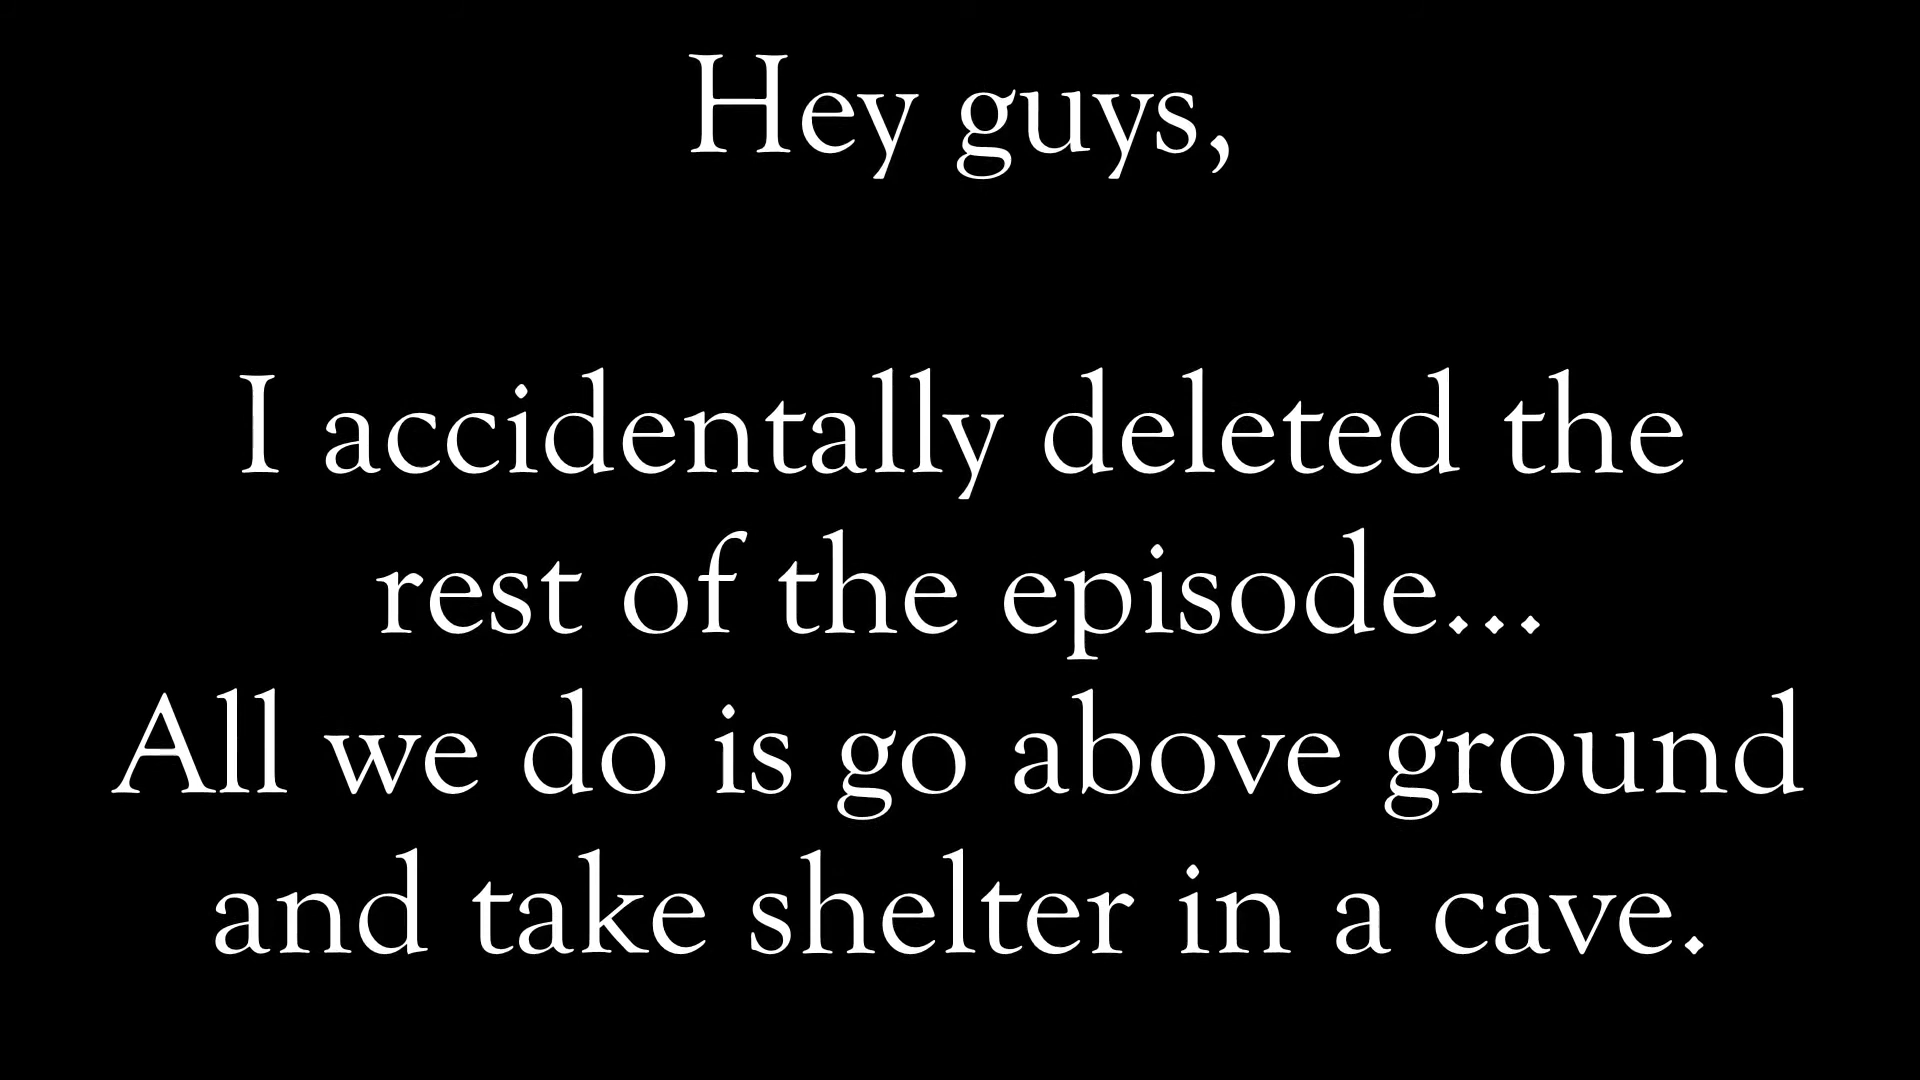 Hey guys,
I accidentally deleted the
rest of the episode...
All we do is go above ground
and take shelter in a cave.